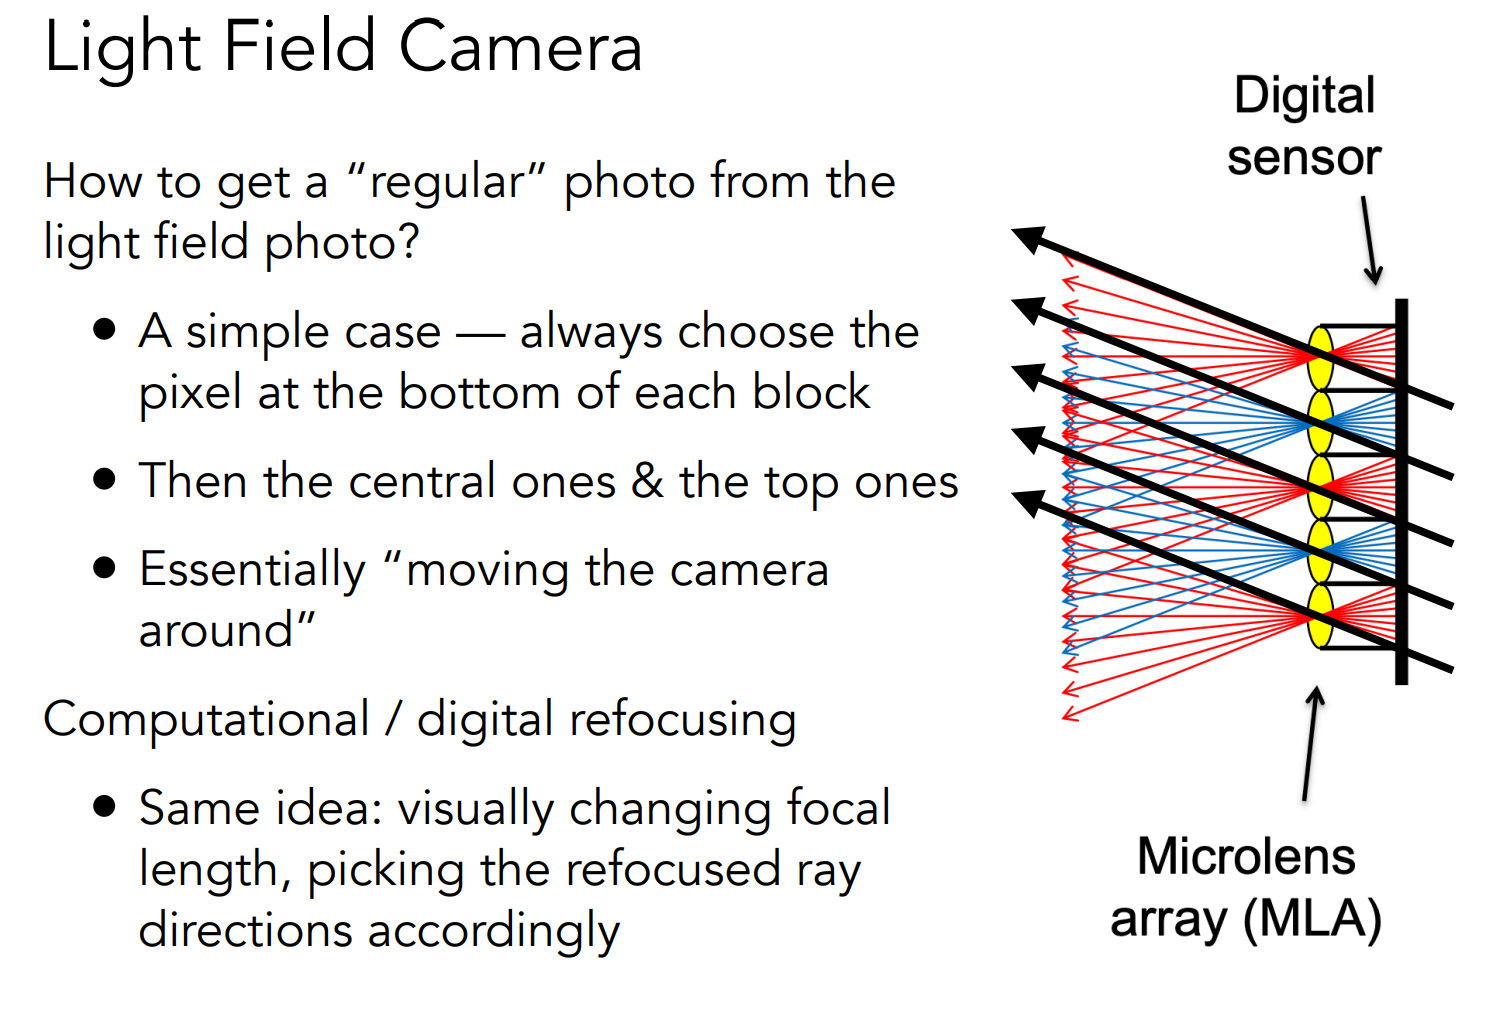 Light Field Camera
How to get a “regular” photo from the
light field photo?
● A simple case — always choose the
pixel at the bottom of each block
● Then the central ones & the top ones
● Essentially “moving the camera
around”
Computational / digital refocusing
● Same idea: visually changing focal
length, picking the refocused ray
directions accordingly
Digital
sensor
Microlens
array (MLA)